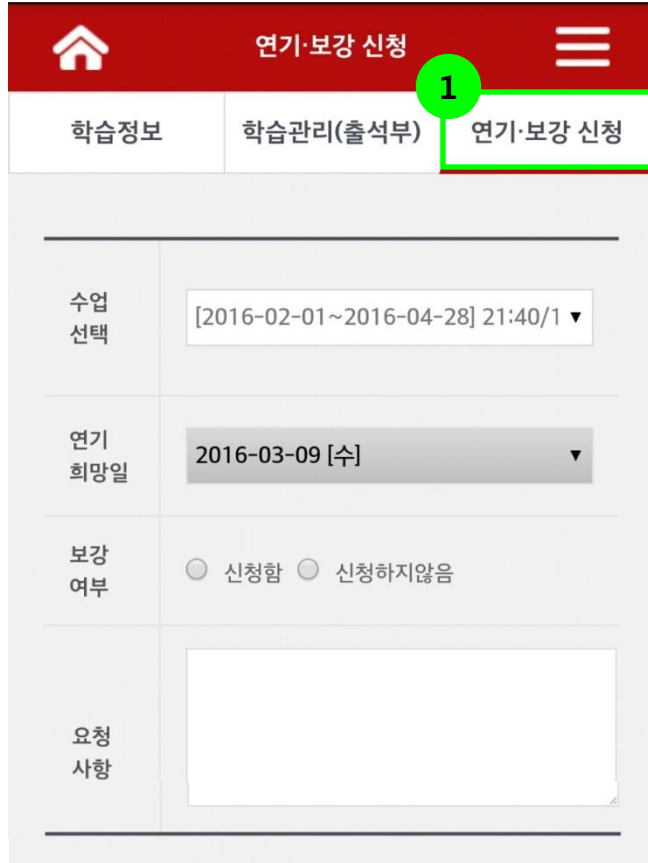 연기·보강 신청
1
학습정보 학습관리(출석부) 연기·보강 신청
수업
선택
[2016-02-01~2016-04-28] 21:40/1 ▼
연기
희망일
2016-03-09 [수] ▼
보강
여부
신청함 신청하지않음
요청
사항